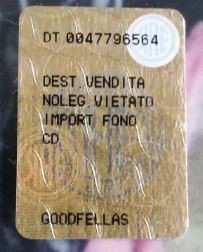 DT 0047796564
DEST.VENDITA
NOLEG.VIETATO
IMPORT.FONO
CD
GOODFELLAS